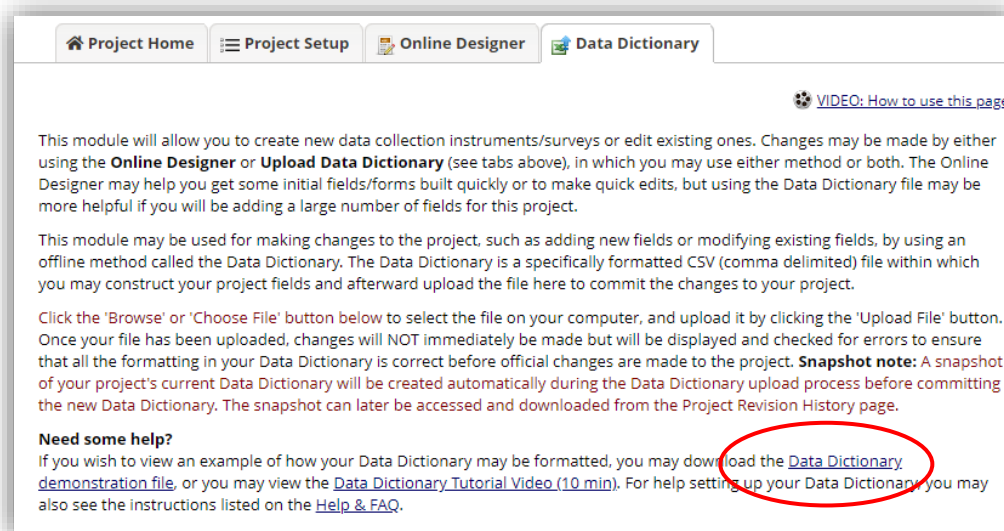 Project Home Project Setup Online Designer Data Dictionary
VIDEO: How to use this page
This module will allow you to create new data collection instruments/surveys or edit existing ones. Changes may be made by either
using the Online Designer or Upload Data Dictionary (see tabs above), in which you may use either method or both. The Online
Designer may help you get some initial fields/forms built quickly or to make quick edits, but using the Data Dictionary file may be
more helpful if you will be adding a large number of fields for this project.
This module may be used for making changes to the project, such as adding new fields or modifying existing fields, by using an
offline method called the Data Dictionary. The Data Dictionary is a specifically formatted CSV (comma delimited) file within which
you may construct your project fields and afterward upload the file here to commit the changes to your project.
Click the 'Browse' or 'Choose File' button below to select the file on your computer, and upload it by clicking the 'Upload File' button.
Once your file has been uploaded, changes will NOT immediately be made but will be displayed and checked for errors to ensure
that all the formatting in your Data Dictionary is correct before official changes are made to the project. Snapshot note: A snapshot
of your project's current Data Dictionary will be created automatically during the Data Dictionary upload process before committing
the new Data Dictionary. The snapshot can later be accessed and downloaded from the Project Revision History page.
Need some help?
If you wish to view an example of how your Data Dictionary may be formatted, you may download the Data Dictionary
demonstration file, or you may view the Data Dictionary Tutorial Video (10 min). For help setting up your Data Dictionary, you may
also see the instructions listed on the Help & FAQ.